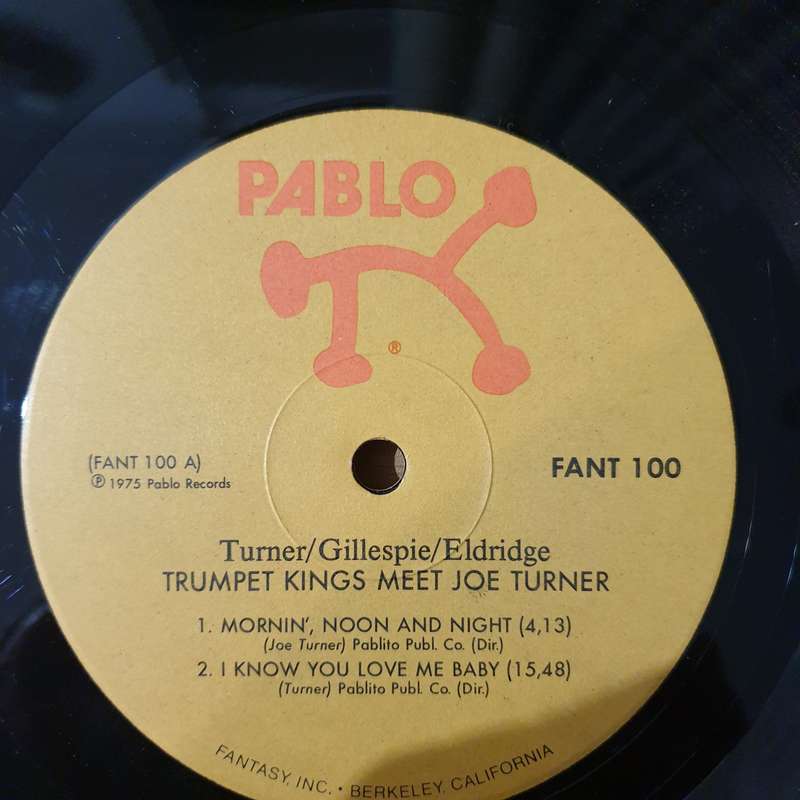 PABLO
®
(FANT 100 A)
℗ 1975 Pablo Records
FANT 100
Turner/Gillespie/Eldridge
TRUMPET KINGS MEET JOE TURNER
1. MORNIN', NOON AND NIGHT (4,13)
(Joe Turner) Pablito Publ. Co. (Dir.)
2. I KNOW YOU LOVE ME BABY (15,48)
(Turner) Pablito Publ. Co. (Dir.)
FANTASY, INC. • BERKELEY, CALIFORNIA